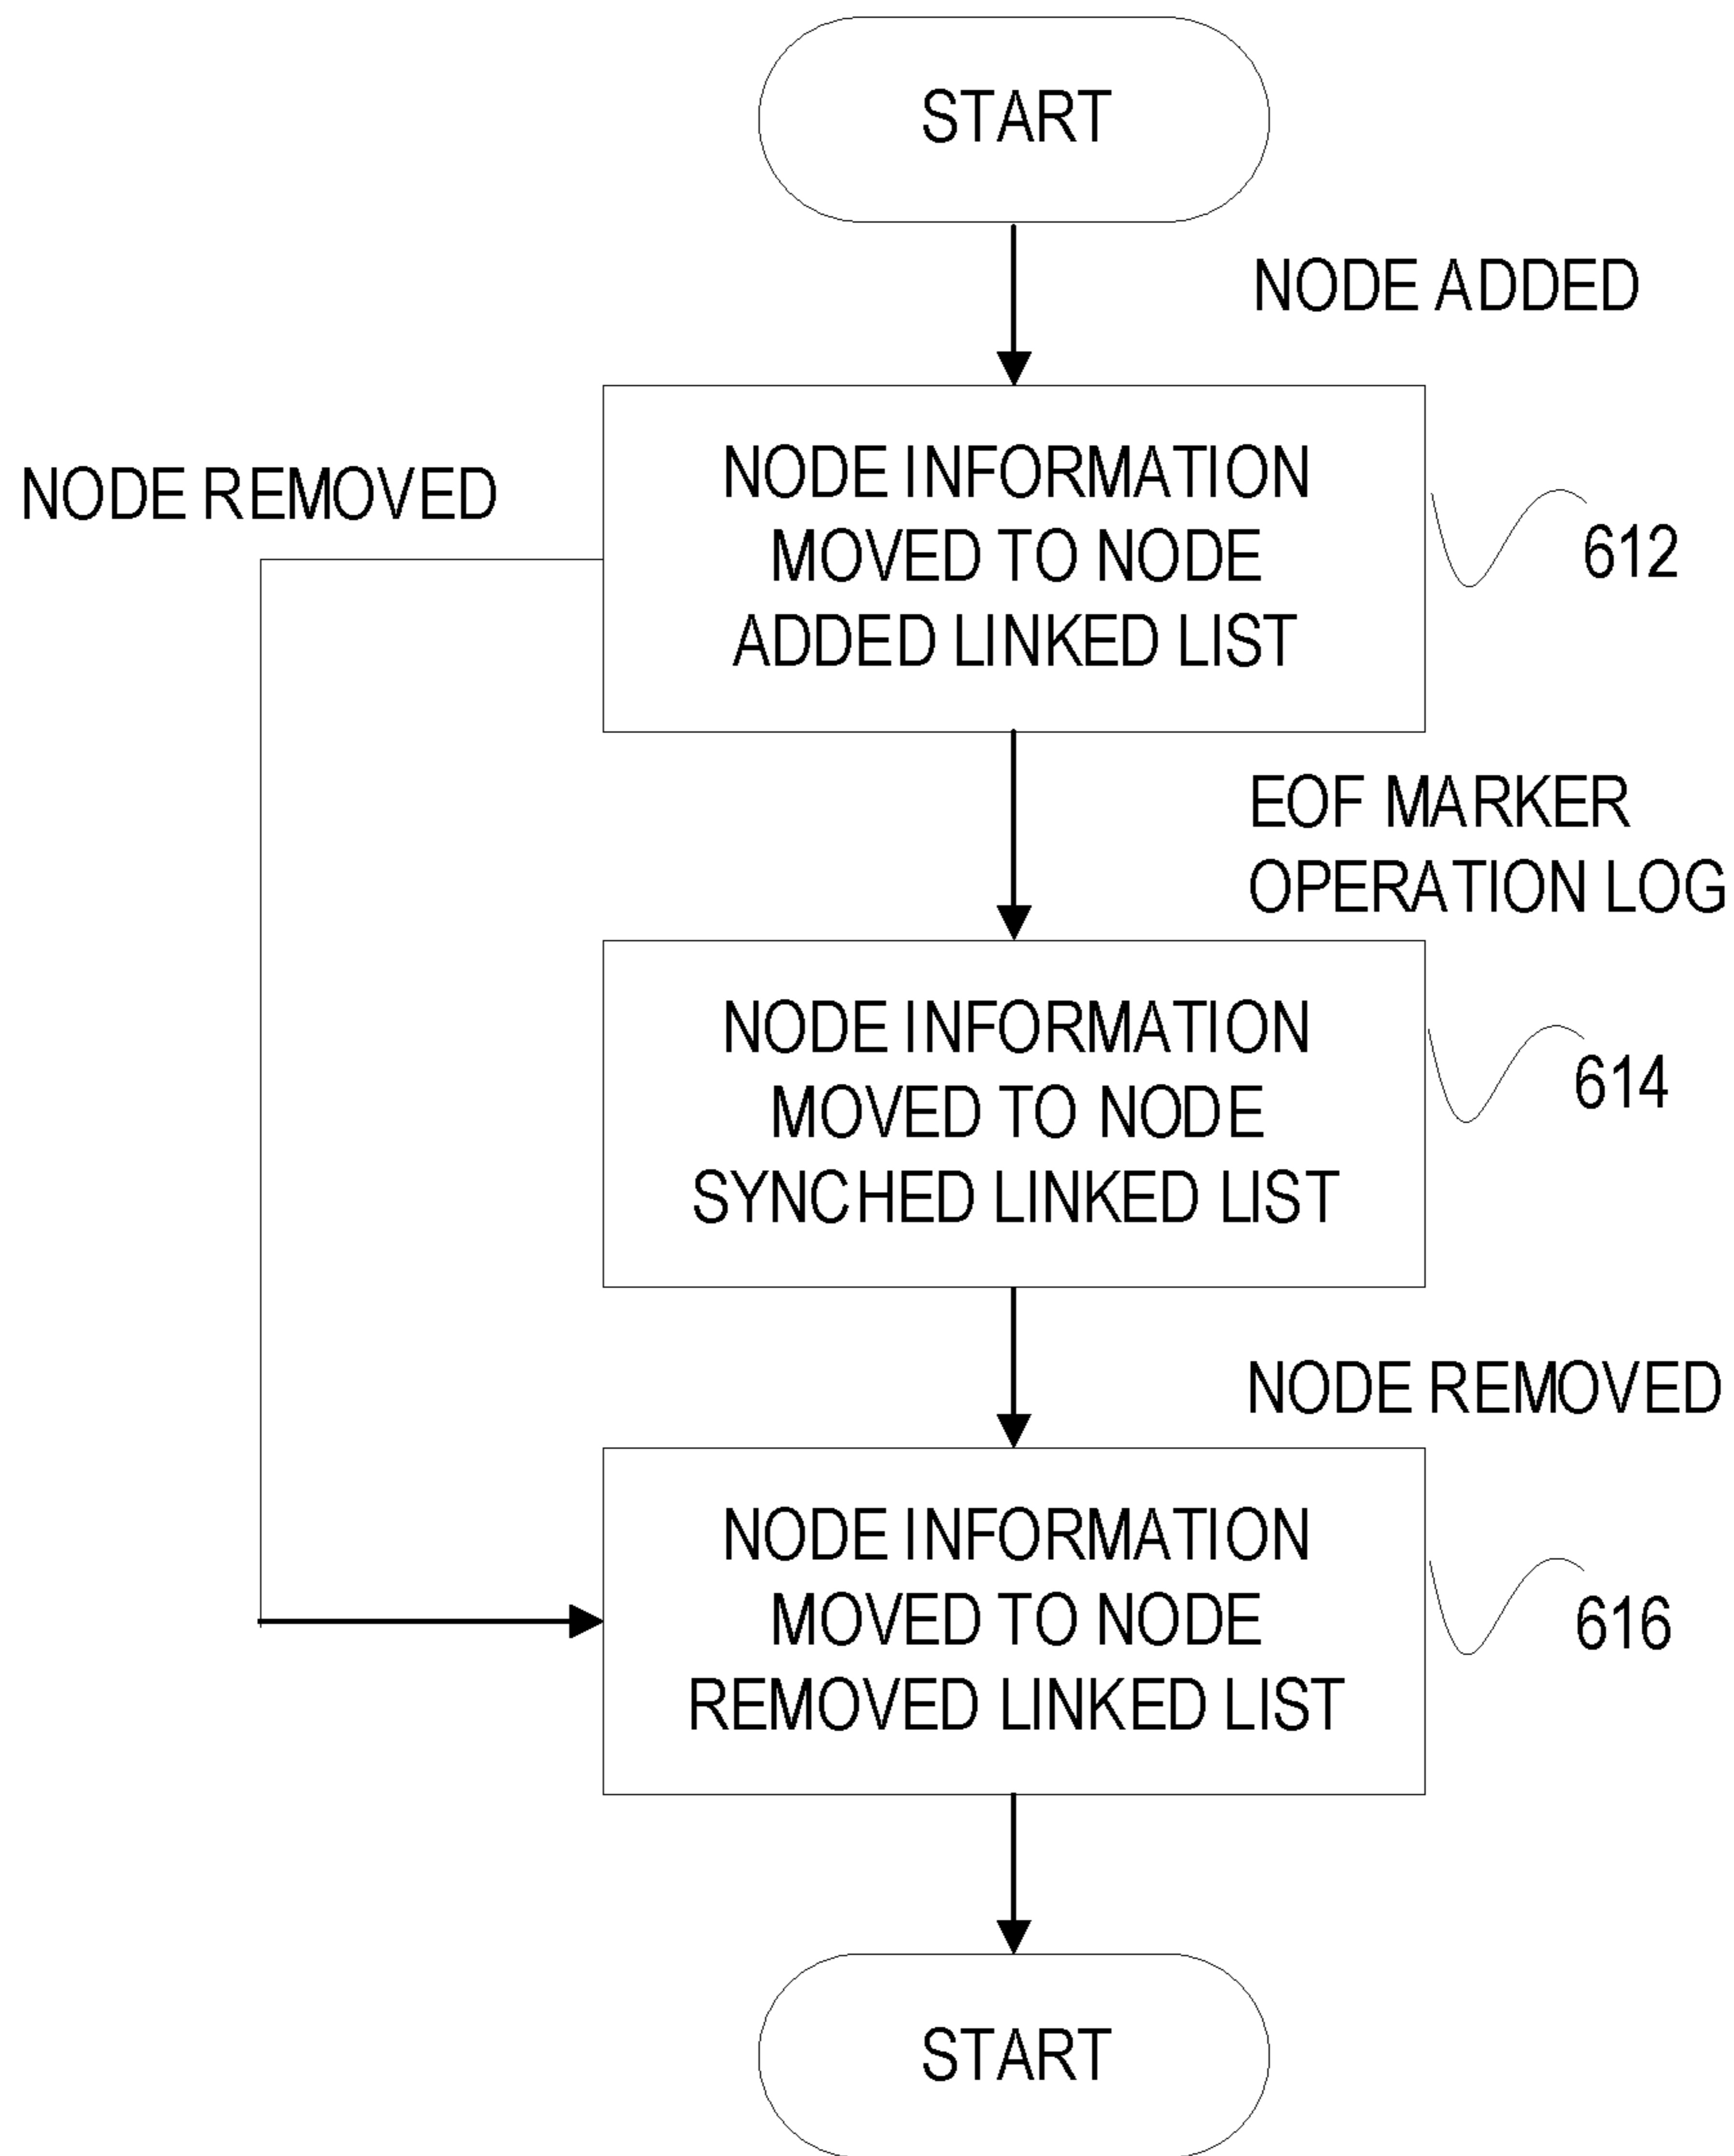 START
NODE ADDED
NODE REMOVED
NODE INFORMATION
MOVED TO NODE
ADDED LINKED LIST
612
EOF MARKER
OPERATION LOG
NODE INFORMATION
MOVED TO NODE
SYNCHED LINKED LIST
614
NODE REMOVED
NODE INFORMATION
MOVED TO NODE
REMOVED LINKED LIST
616
START